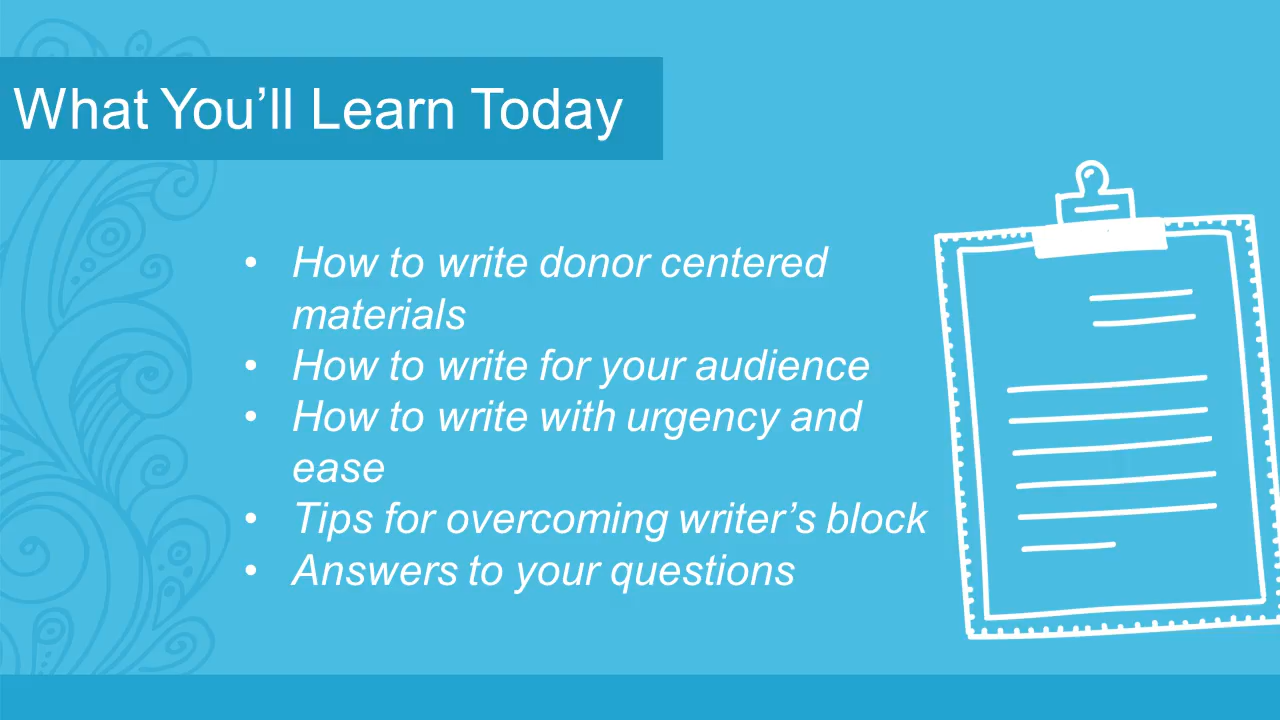 What You’ll Learn Today
• How to write donor centered
materials
• How to write for your audience
• How to write with urgency and
ease
• Tips for overcoming writer’s block
• Answers to your questions